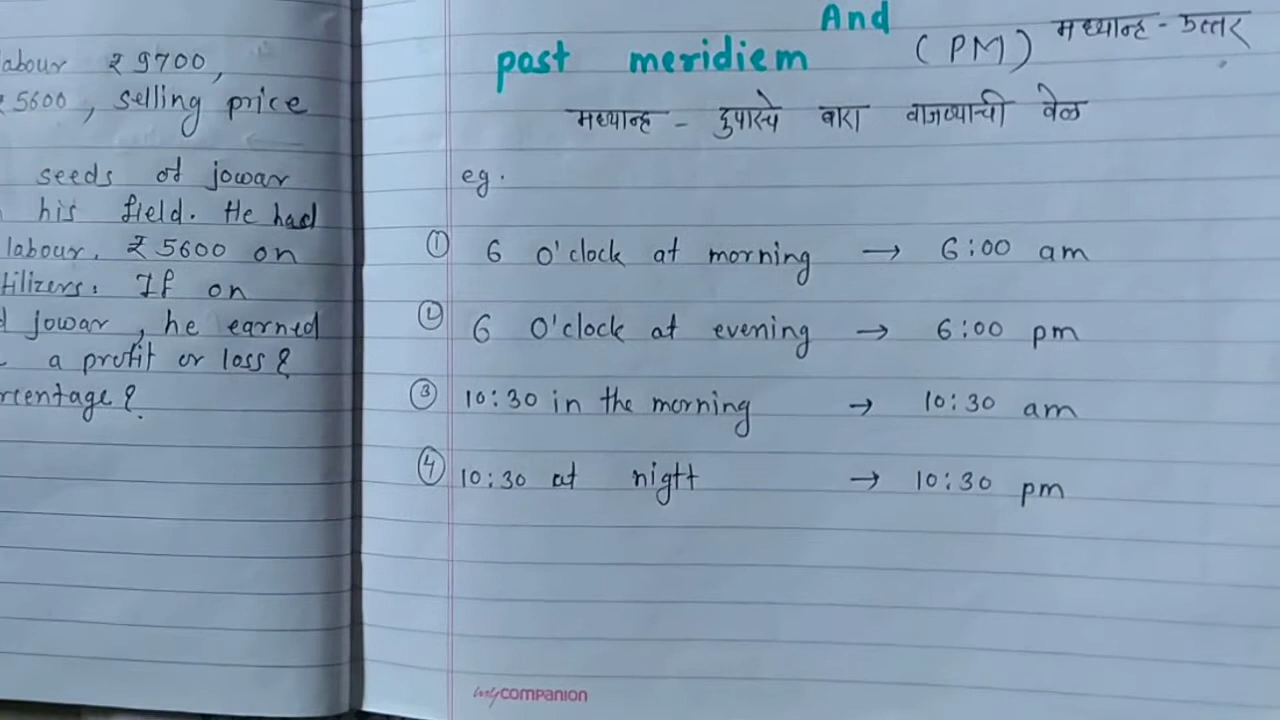 abour ₹ 9700,
₹ 5600, selling price
seeds of jowar
his field. He had
labour, ₹ 5600 on
tilizers. If on
jowar, he earned
a profit or loss?
rcentage?
And
post meridiem (PM) मध्यान्ह - उत्तर
मध्यान्ह - दुपारचे बारा वाजण्याची वेळ
eg.
① 6 O'clock at morning → 6:00 am
② 6 O'clock at evening → 6:00 pm
③ 10:30 in the morning → 10:30 am
④ 10:30 at nigtt → 10:30 pm
myCOMPANION